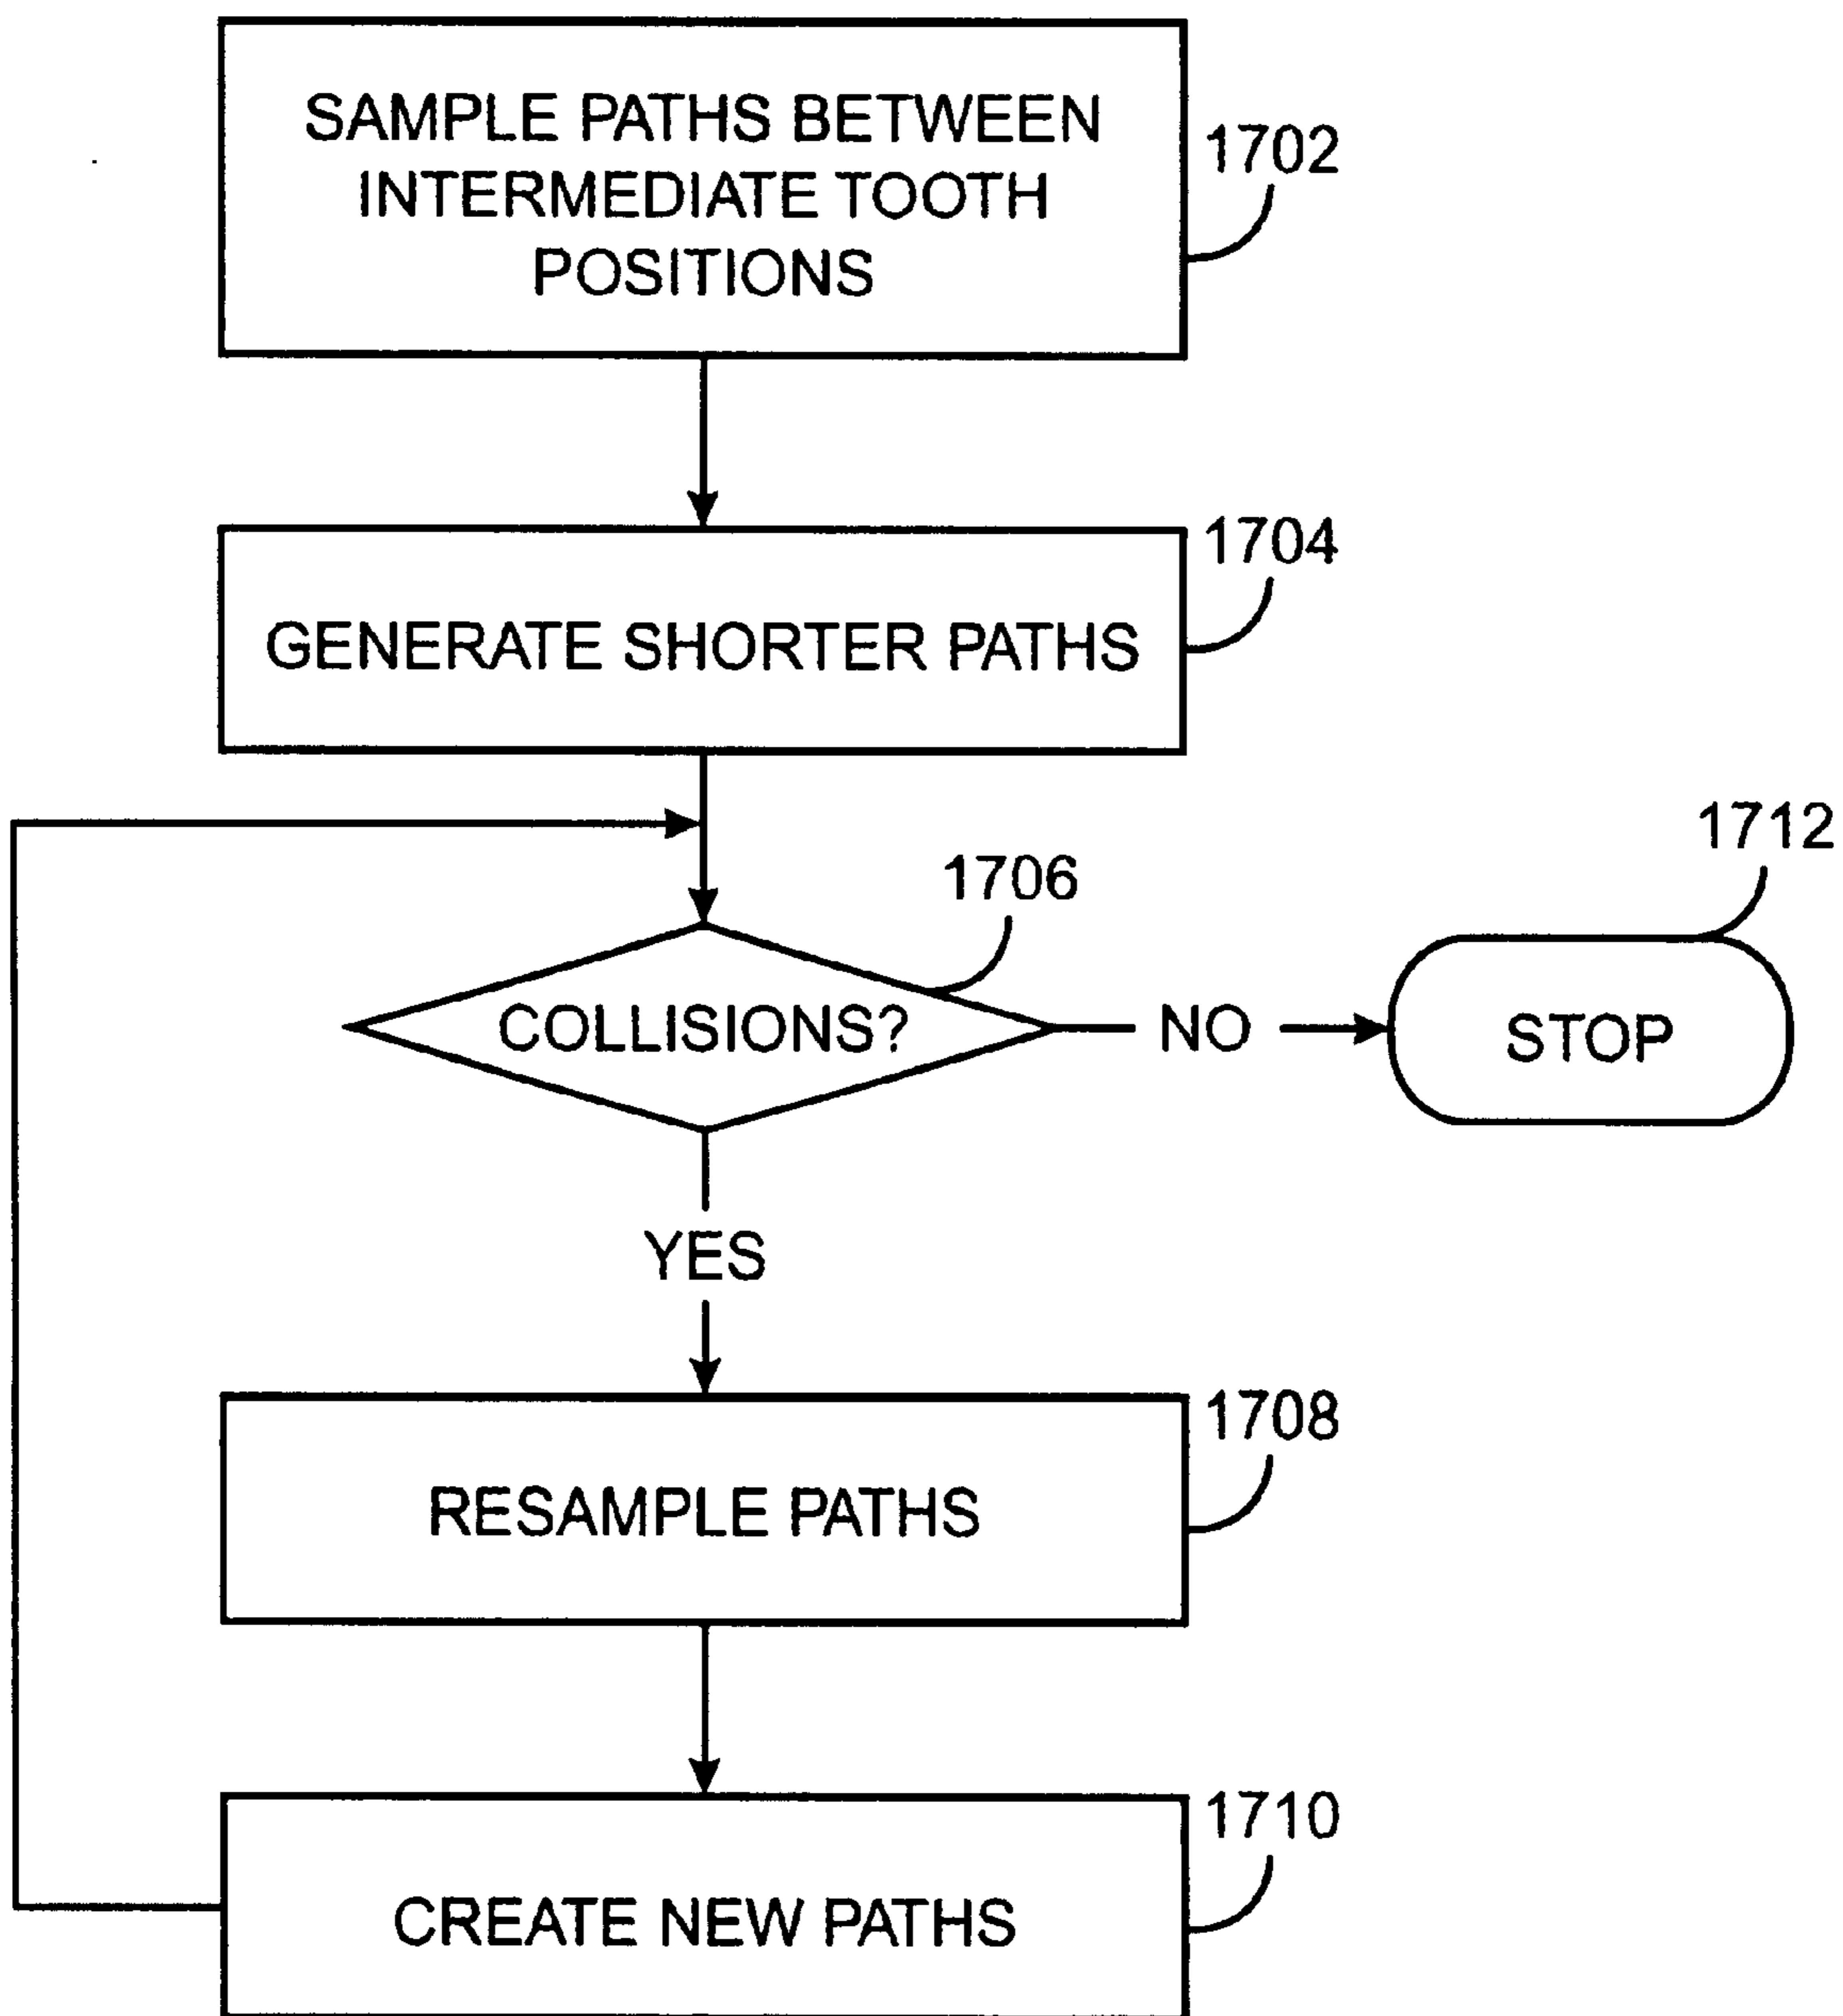 SAMPLE PATHS BETWEEN
INTERMEDIATE TOOTH
POSITIONS
1702
GENERATE SHORTER PATHS
1704
COLLISIONS?
1706
NO
STOP
1712
YES
RESAMPLE PATHS
1708
CREATE NEW PATHS
1710